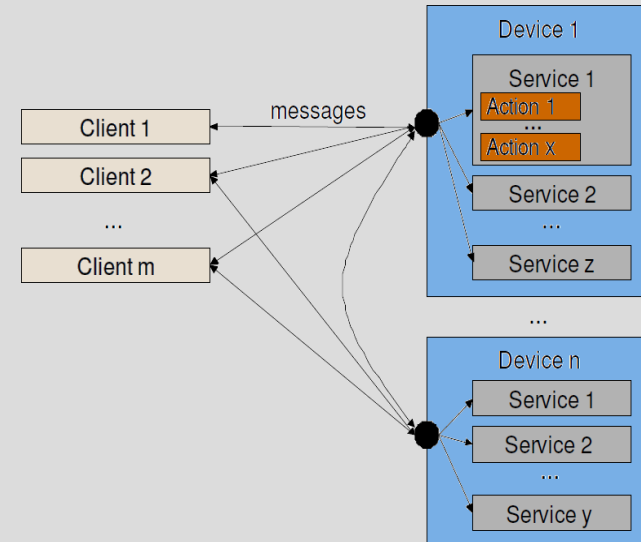 Device 1
Service 1
Action 1
...
Action x
Service 2
...
Service z
messages
Client 1
Client 2
...
Client m
...
Device n
Service 1
Service 2
...
Service y